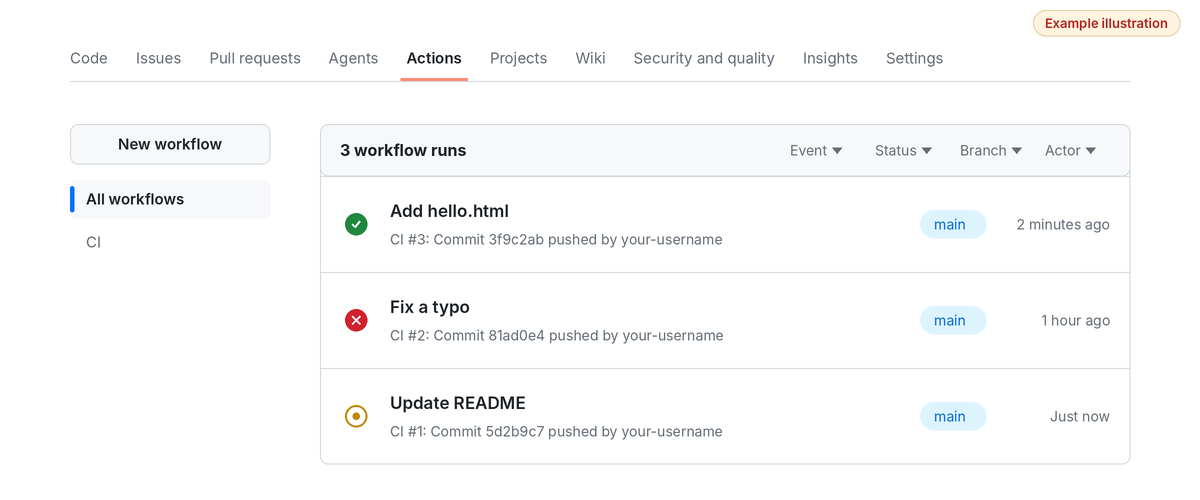 Example illustration
Code Issues Pull requests Agents Actions Projects Wiki Security and quality Insights Settings
New workflow
All workflows
CI
3 workflow runs Event Status Branch Actor
Add hello.html
CI #3: Commit 3f9c2ab pushed by your-username
main
2 minutes ago
Fix a typo
CI #2: Commit 81ad0e4 pushed by your-username
main
1 hour ago
Update README
CI #1: Commit 5d2b9c7 pushed by your-username
main
Just now